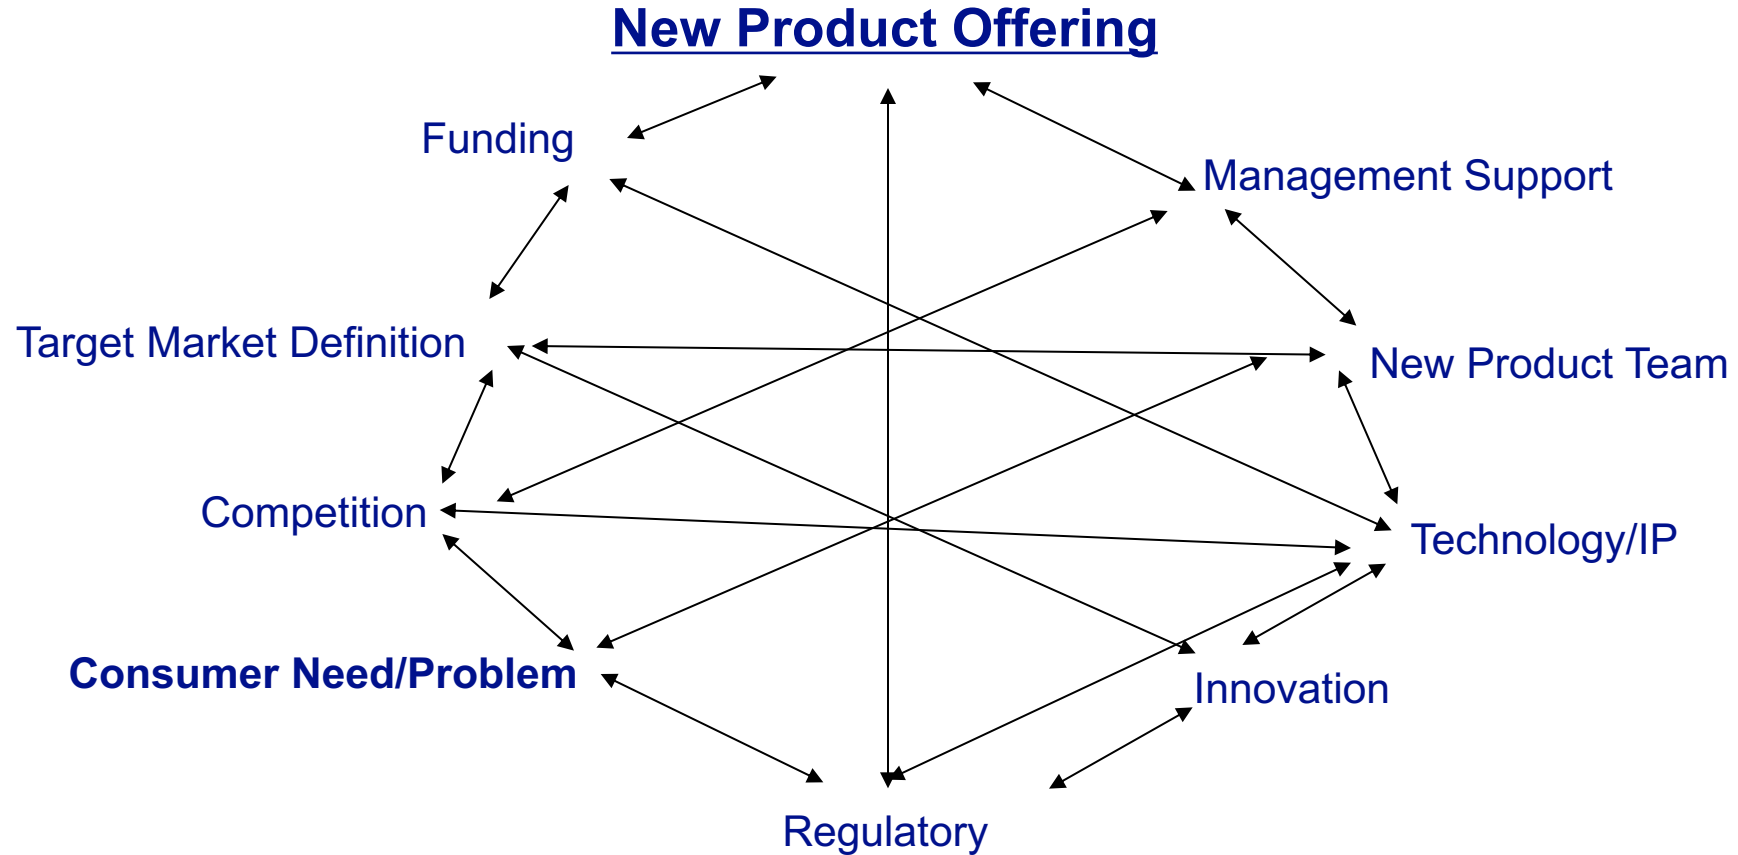 New Product Offering
Funding
Management Support
Target Market Definition
New Product Team
Competition
Technology/IP
Consumer Need/Problem
Innovation
Regulatory